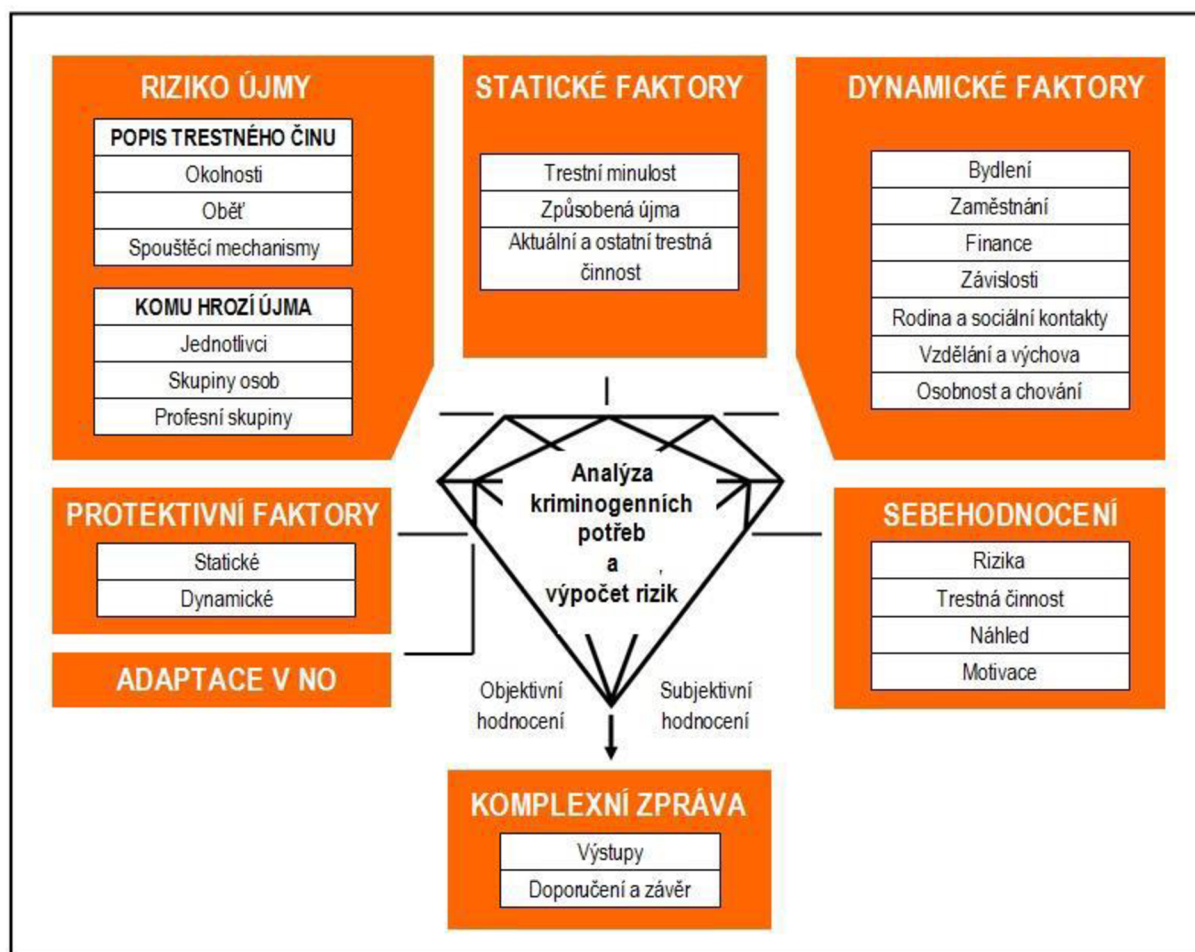 RIZIKO ÚJMY
POPIS TRESTNÉHO ČINU
Okolnosti
Oběť
Spouštěcí mechanismy
KOMU HROZÍ ÚJMA
Jednotlivci
Skupiny osob
Profesní skupiny
STATICKÉ FAKTORY
Trestní minulost
Způsobená újma
Aktuální a ostatní trestná
činnost
DYNAMICKÉ FAKTORY
Bydlení
Zaměstnání
Finance
Závislosti
Rodina a sociální kontakty
Vzdělání a výchova
Osobnost a chování
PROTEKTIVNÍ FAKTORY
Statické
Dynamické
ADAPTACE V NO
Analýza
kriminogenních
potřeb
a
výpočet rizik
SEBEHODNOCENÍ
Rizika
Trestná činnost
Náhled
Motivace
Objektivní
hodnocení
Subjektivní
hodnocení
KOMPLEXNÍ ZPRÁVA
Výstupy
Doporučení a závěr